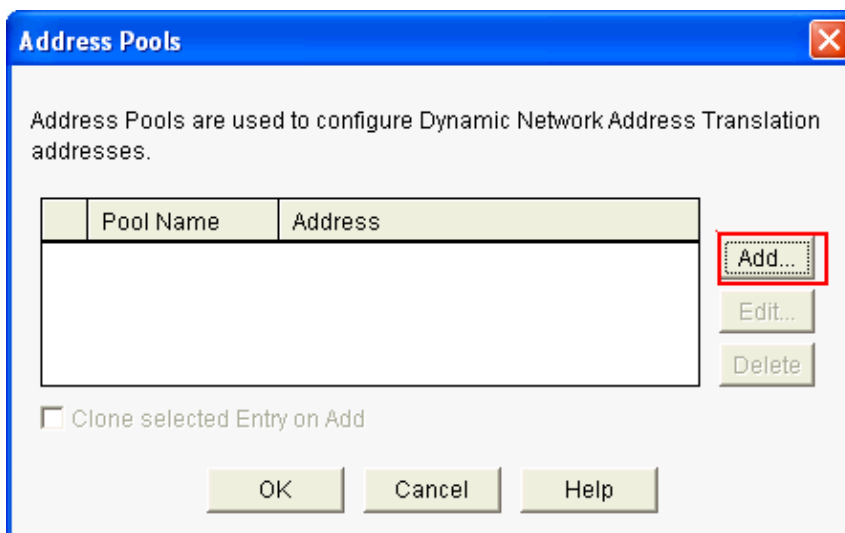 Address Pools
Address Pools are used to configure Dynamic Network Address Translation
addresses.
Pool Name Address
Add...
Edit...
Delete
Clone selected Entry on Add
OK Cancel Help